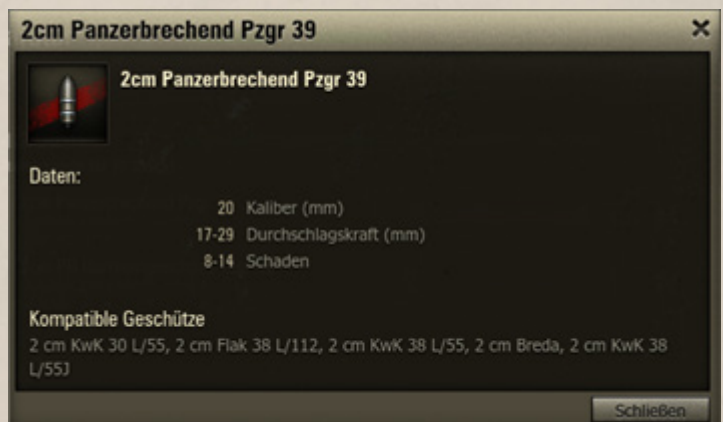 2cm Panzerbrechend Pzgr 39
2cm Panzerbrechend Pzgr 39
Daten:
20 Kaliber (mm)
17-29 Durchschlagskraft (mm)
8-14 Schaden
Kompatible Geschütze
2 cm KwK 30 L/55, 2 cm Flak 38 L/112, 2 cm KwK 38 L/55, 2 cm Breda, 2 cm KwK 38
L/55J
Schließen